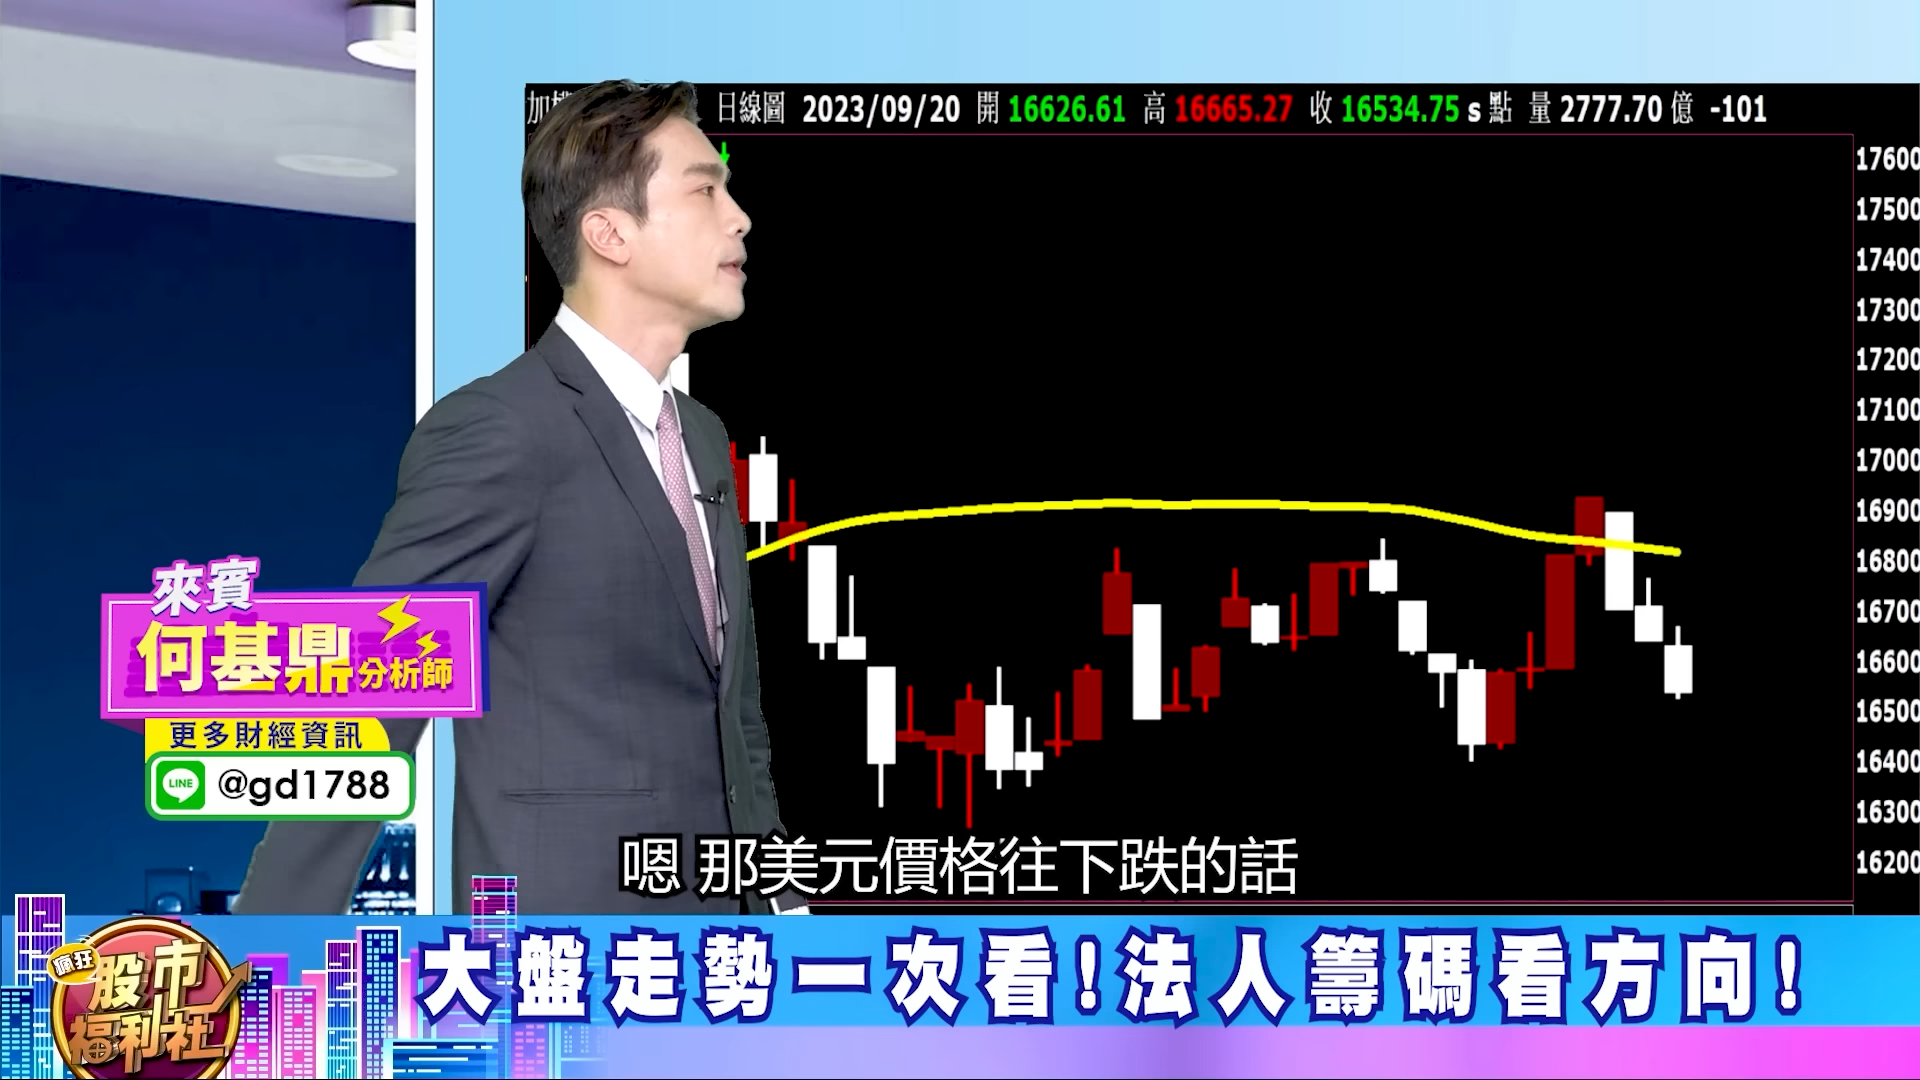 加 日線圖 2023/09/20 開 16626.61 高 16665.27 收 16534.75 s 點 量 2777.70 億 -101
17600
17500
17400
17300
17200
17100
17000
16900
16800
16700
16600
16500
16400
16300
16200
來賓
何基鼎分析師
更多財經資訊
LINE @gd1788
嗯 那美元價格往下跌的話
大盤走勢一次看!法人籌碼看方向!
瘋狂
股市
福利社